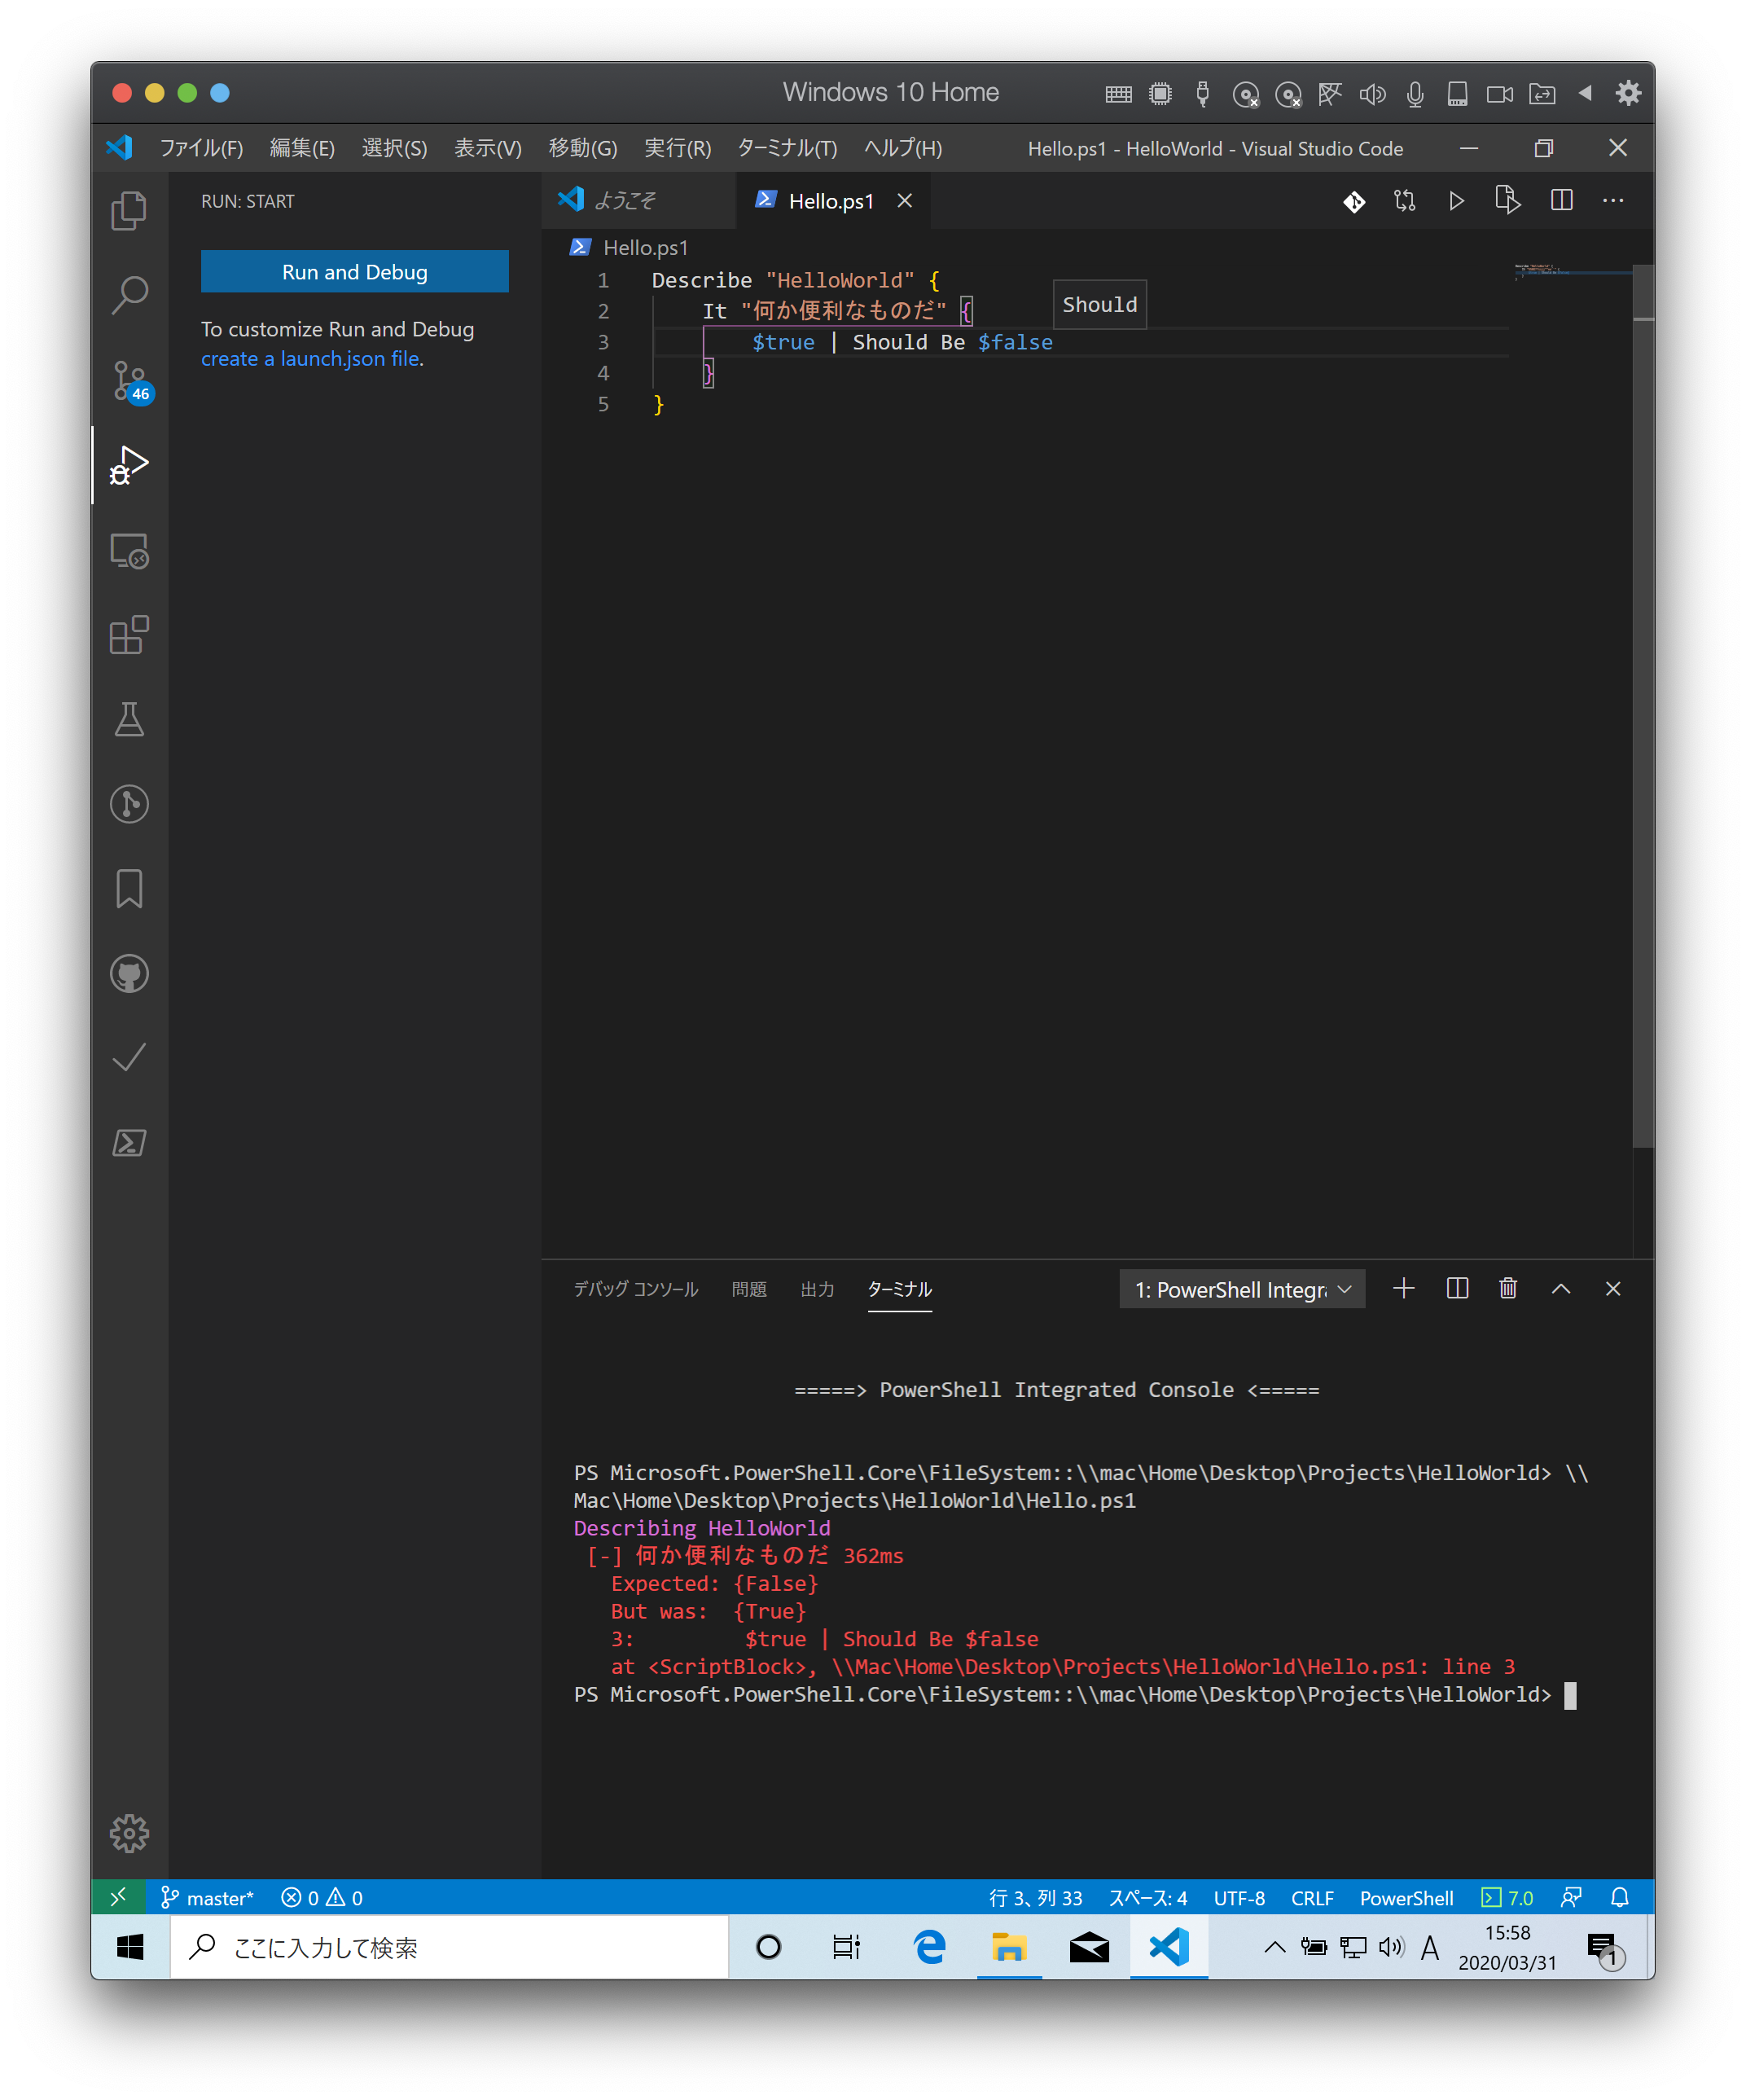 Windows 10 Home
ファイル(F) 編集(E) 選択(S) 表示(V) 移動(G) 実行(R) ターミナル(T) ヘルプ(H) Hello.ps1 - HelloWorld - Visual Studio Code
RUN: START
Run and Debug
To customize Run and Debug
create a launch.json file.
46
ようこそ Hello.ps1
Hello.ps1
1 Describe "HelloWorld" {
2 It "何か便利なものだ" {
Should
3 $true | Should Be $false
4 }
5 }
デバッグ コンソール 問題 出力 ターミナル 1: PowerShell Integr
=====> PowerShell Integrated Console <=====
PS Microsoft.PowerShell.Core\FileSystem::\\mac\Home\Desktop\Projects\HelloWorld> \\
Mac\Home\Desktop\Projects\HelloWorld\Hello.ps1
Describing HelloWorld
[-] 何か便利なものだ 362ms
Expected: {False}
But was: {True}
3: $true | Should Be $false
at <ScriptBlock>, \\Mac\Home\Desktop\Projects\HelloWorld\Hello.ps1: line 3
PS Microsoft.PowerShell.Core\FileSystem::\\mac\Home\Desktop\Projects\HelloWorld>
master* 0 0 行 3、列 33 スペース: 4 UTF-8 CRLF PowerShell 7.0
ここに入力して検索 A 15:58
2020/03/31
1